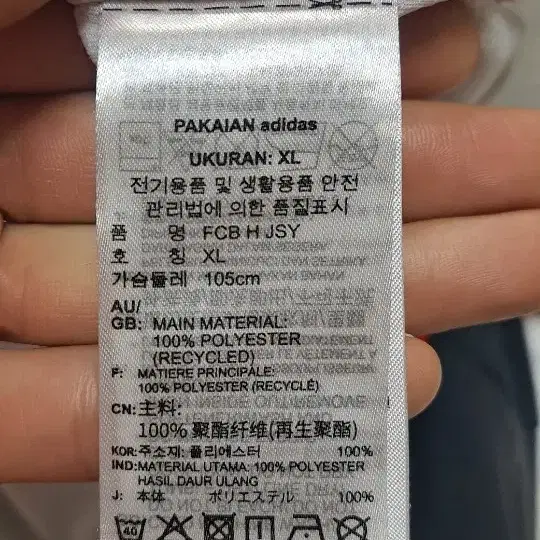 PAKAIAN adidas
UKURAN: XL
전기용품 및 생활용품 안전
관리법에 의한 품질표시
품 명 FCB H JSY
호 칭 XL
가슴둘레 105cm
AU/
GB: MAIN MATERIAL:
100% POLYESTER
(RECYCLED)
F: MATIERE PRINCIPALE:
100% POLYESTER (RECYCLÉ)
CN: 主料:
100% 聚酯纤维(再生聚酯)
KOR: 주소재: 폴리에스터 100%
IND: MATERIAL UTAMA: 100% POLYESTER
HASIL DAUR ULANG
J: 本体 ポリエステル 100%
40